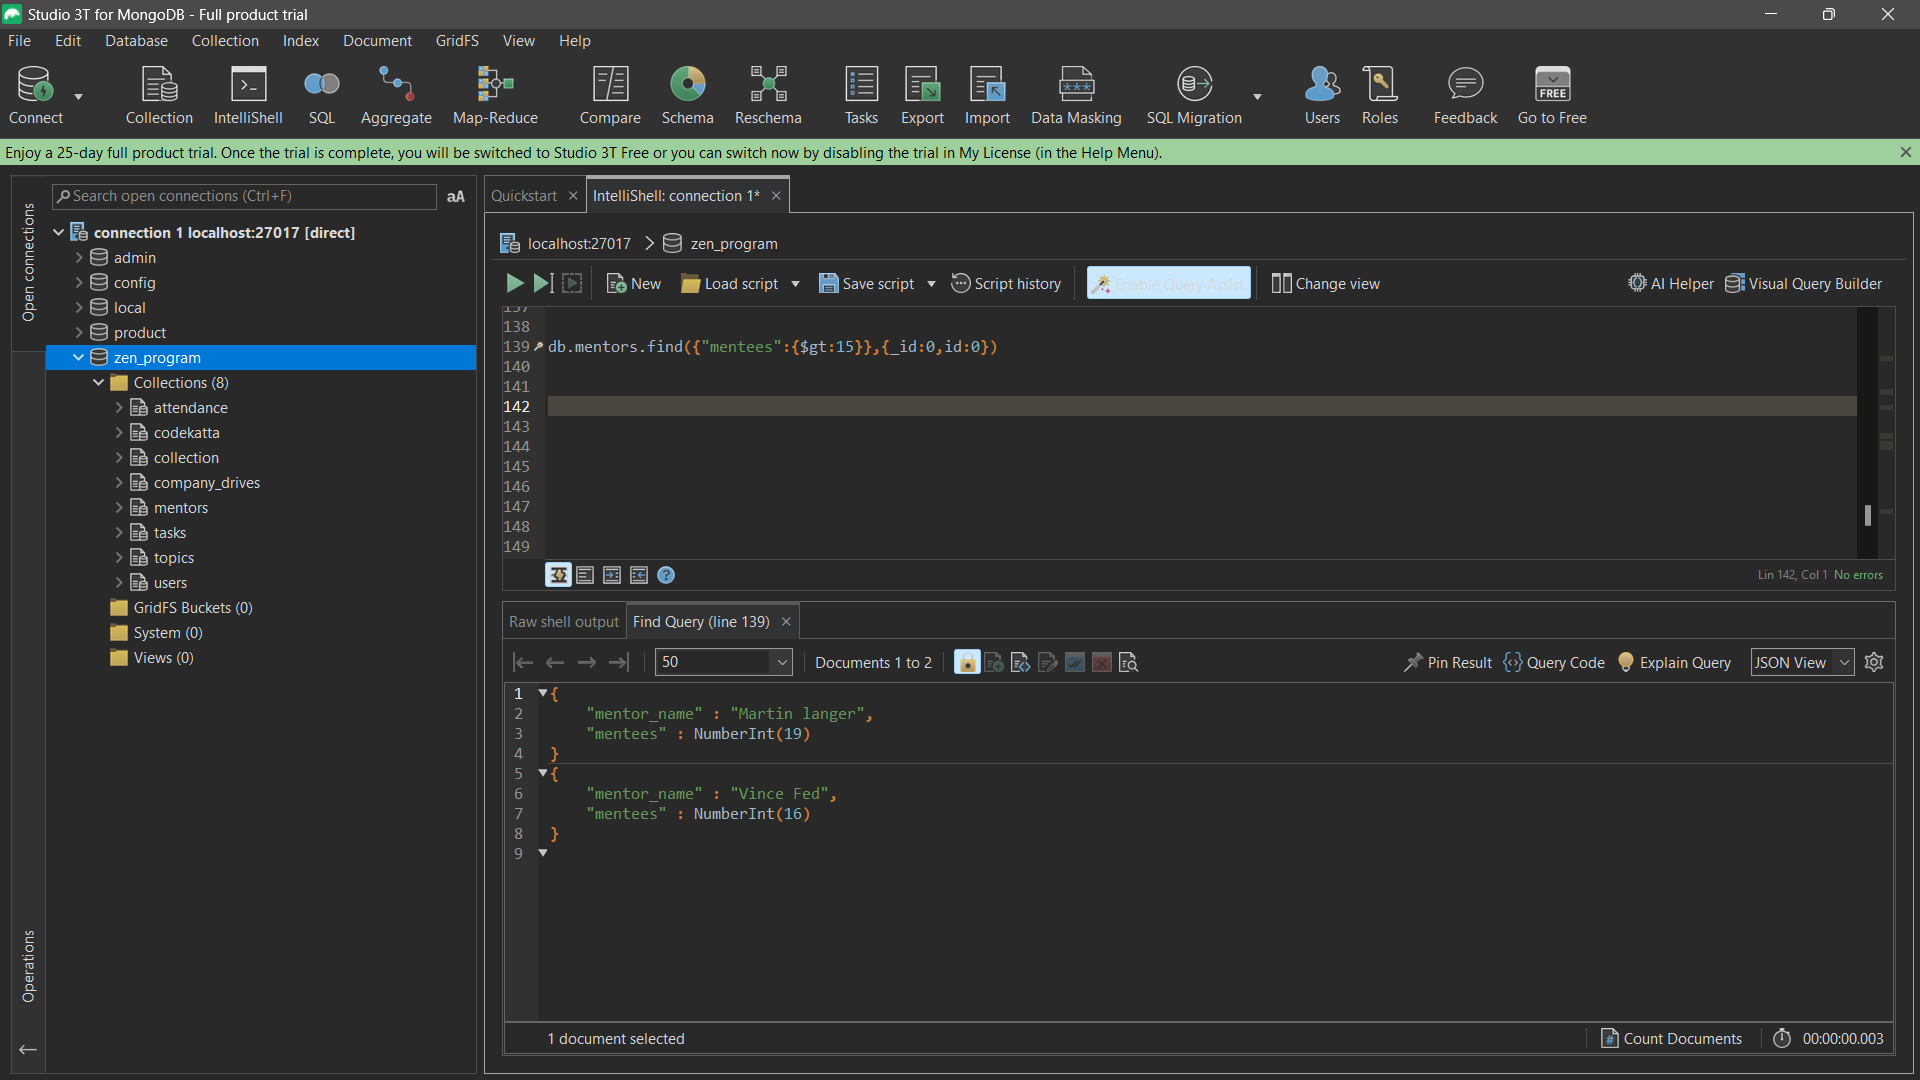 Studio 3T for MongoDB - Full product trial
File Edit Database Collection Index Document GridFS View Help
Connect Collection IntelliShell SQL Aggregate Map-Reduce Compare Schema Reschema Tasks Export Import Data Masking SQL Migration Users Roles Feedback FREE Go to Free
Enjoy a 25-day full product trial. Once the trial is complete, you will be switched to Studio 3T Free or you can switch now by disabling the trial in My License (in the Help Menu).
Open connections
Operations
Search open connections (Ctrl+F) aA
connection 1 localhost:27017 [direct]
admin
config
local
product
zen_program
Collections (8)
attendance
codekatta
collection
company_drives
mentors
tasks
topics
users
GridFS Buckets (0)
System (0)
Views (0)
Quickstart IntelliShell: connection 1*
localhost:27017 zen_program
New Load script Save script Script history Enable Query Assist Change view AI Helper Visual Query Builder
137
138
139 db.mentors.find({"mentees":{$gt:15}},{_id:0,id:0})
140
141
142
143
144
145
146
147
148
149
Lin 142, Col 1 No errors
Raw shell output Find Query (line 139)
50 Documents 1 to 2 Pin Result Query Code Explain Query JSON View
1 {
2 "mentor_name" : "Martin langer",
3 "mentees" : NumberInt(19)
4 }
5 {
6 "mentor_name" : "Vince Fed",
7 "mentees" : NumberInt(16)
8 }
9
1 document selected Count Documents 00:00:00.003